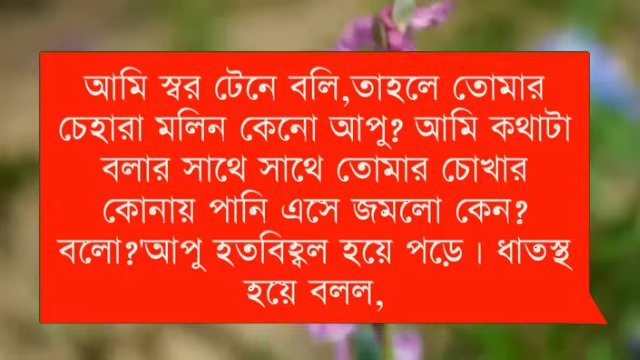 আমি স্বর টেনে বলি,তাহলে তোমার
চেহারা মলিন কেনো আপু? আমি কথাটা
বলার সাথে সাথে তোমার চোখার
কোনায় পানি এসে জমলো কেন?
বলো?'আপু হতবিহ্বল হয়ে পড়ে। ধাতস্থ
হয়ে বলল,